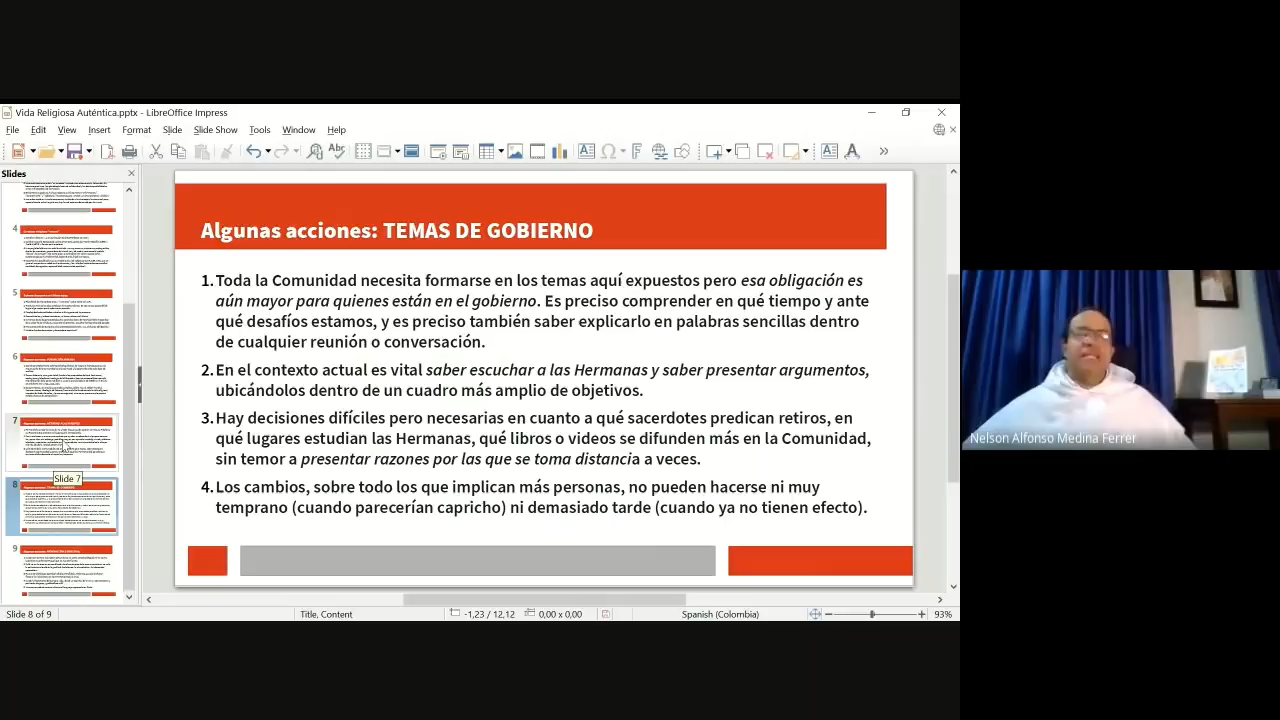 Vida Religiosa Auténtica.pptx - LibreOffice Impress
File Edit View Insert Format Slide Slide Show Tools Window Help
Slides
4
5
6
7
Slide 7
8
9
Algunas acciones: TEMAS DE GOBIERNO
1. Toda la Comunidad necesita formarse en los temas aquí expuestos pero esa obligación es
aún mayor para quienes están en el gobierno. Es preciso comprender en qué tiempo y ante
qué desafíos estamos, y es preciso también saber explicarlo en palabras sencillas dentro
de cualquier reunión o conversación.
2. En el contexto actual es vital saber escuchar a las Hermanas y saber presentar argumentos,
ubicándolos dentro de un cuadro más amplio de objetivos.
3. Hay decisiones difíciles pero necesarias en cuanto a qué sacerdotes predican retiros, en
qué lugares estudian las Hermanas, qué libros o videos se difunden más en la Comunidad,
sin temor a presentar razones por las que se toma distancia a veces.
4. Los cambios, sobre todo los que implican más personas, no pueden hacerse ni muy
temprano (cuando parecerían capricho) ni demasiado tarde (cuando ya no tienen efecto).
Nelson Alfonso Medina Ferrer
Slide 8 of 9 Title, Content -1,23 / 12,12 0,00 x 0,00 Spanish (Colombia) 93%